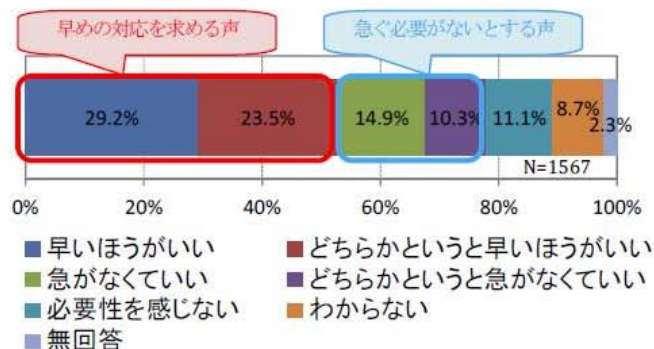 早めの対応を求める声 急ぐ必要がないとする声
29.2% 23.5% 14.9% 10.3% 11.1% 8.7% 2.3%
N=1567
0% 20% 40% 60% 80% 100%
早いほうがいい どちらかというと早いほうがいい
急がなくていい どちらかというと急がなくていい
必要性を感じない わからない
無回答